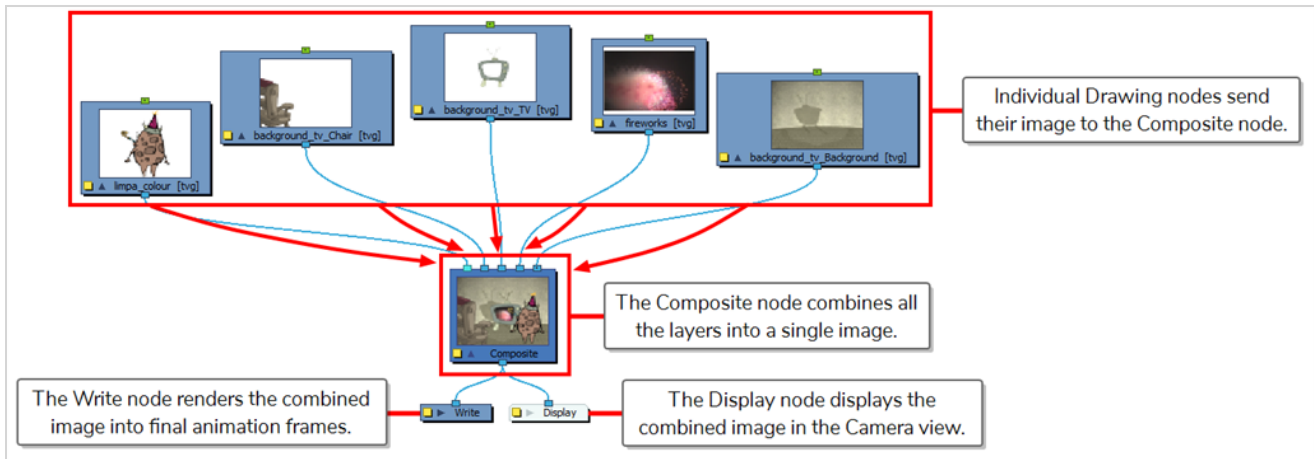 background_tv_TV [tvg]
fireworks [tvg]
background_tv_Chair [tvg]
background_tv_Background [tvg]
limpa_colour [tvg]
Individual Drawing nodes send
their image to the Composite node.
Composite
The Composite node combines all
the layers into a single image.
The Write node renders the combined
image into final animation frames.
Write
Display
The Display node displays the
combined image in the Camera view.